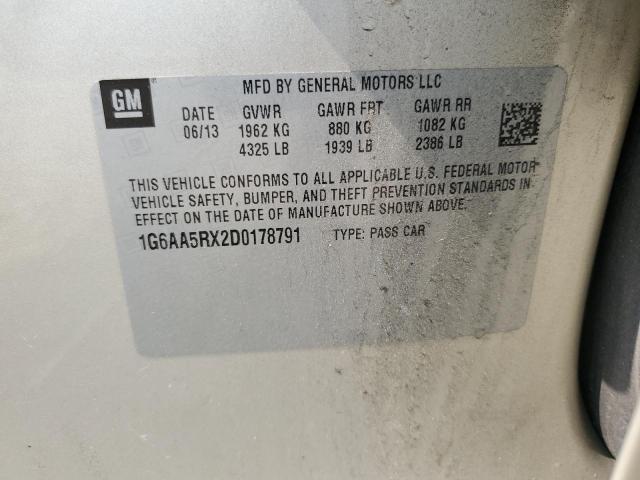 GM
MFD BY GENERAL MOTORS LLC
DATE GVWR GAWR FRT GAWR RR
06/13 1962 KG 880 KG 1082 KG
4325 LB 1939 LB 2386 LB
THIS VEHICLE CONFORMS TO ALL APPLICABLE U.S. FEDERAL MOTOR
VEHICLE SAFETY, BUMPER, AND THEFT PREVENTION STANDARDS IN
EFFECT ON THE DATE OF MANUFACTURE SHOWN ABOVE.
1G6AA5RX2D0178791 TYPE: PASS CAR